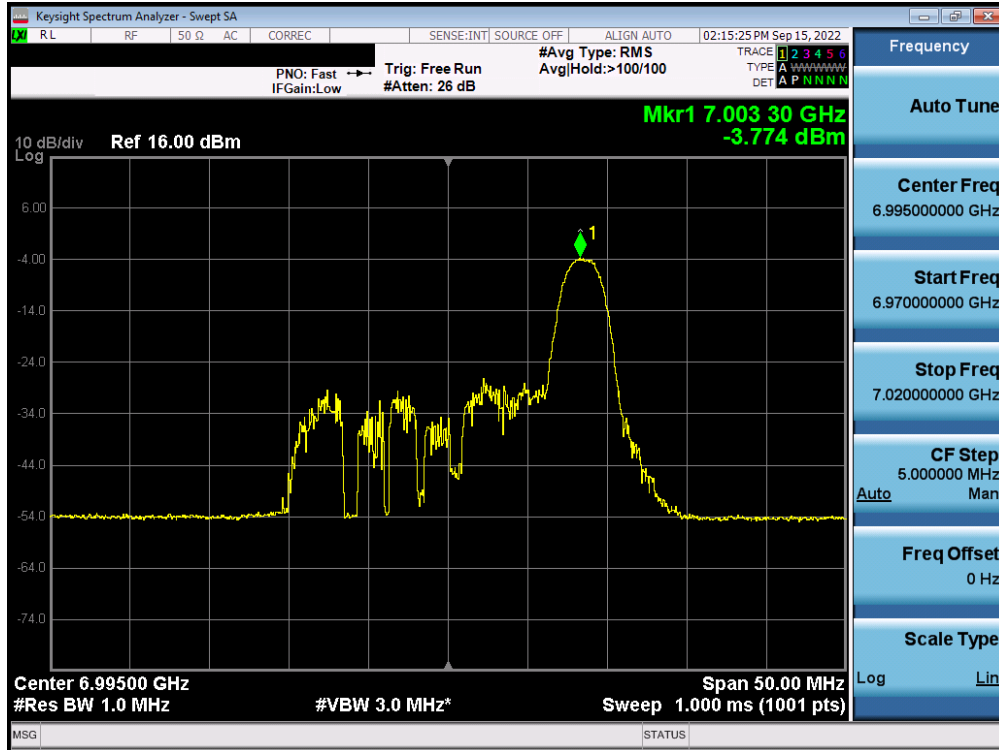 Keysight Spectrum Analyzer - Swept SA
LXI RL RF 50 Ω AC CORREC SENSE:INT SOURCE OFF ALIGN AUTO 02:15:25 PM Sep 15, 2022
Frequency
PNO: Fast
IFGain:Low
Trig: Free Run
#Atten: 26 dB
#Avg Type: RMS
Avg|Hold:>100/100
TRACE 1 2 3 4 5 6
TYPE A WWWWW
DET A P N N N N
Auto Tune
Mkr1 7.003 30 GHz
-3.774 dBm
10 dB/div Ref 16.00 dBm
Log
1
6.00
-4.00
-14.0
-24.0
-34.0
-44.0
-54.0
-64.0
-74.0
Center Freq
6.995000000 GHz
Start Freq
6.970000000 GHz
Stop Freq
7.020000000 GHz
CF Step
5.000000 MHz
Auto Man
Freq Offset
0 Hz
Scale Type
Log Lin
Center 6.99500 GHz Span 50.00 MHz
#Res BW 1.0 MHz #VBW 3.0 MHz* Sweep 1.000 ms (1001 pts)
MSG STATUS